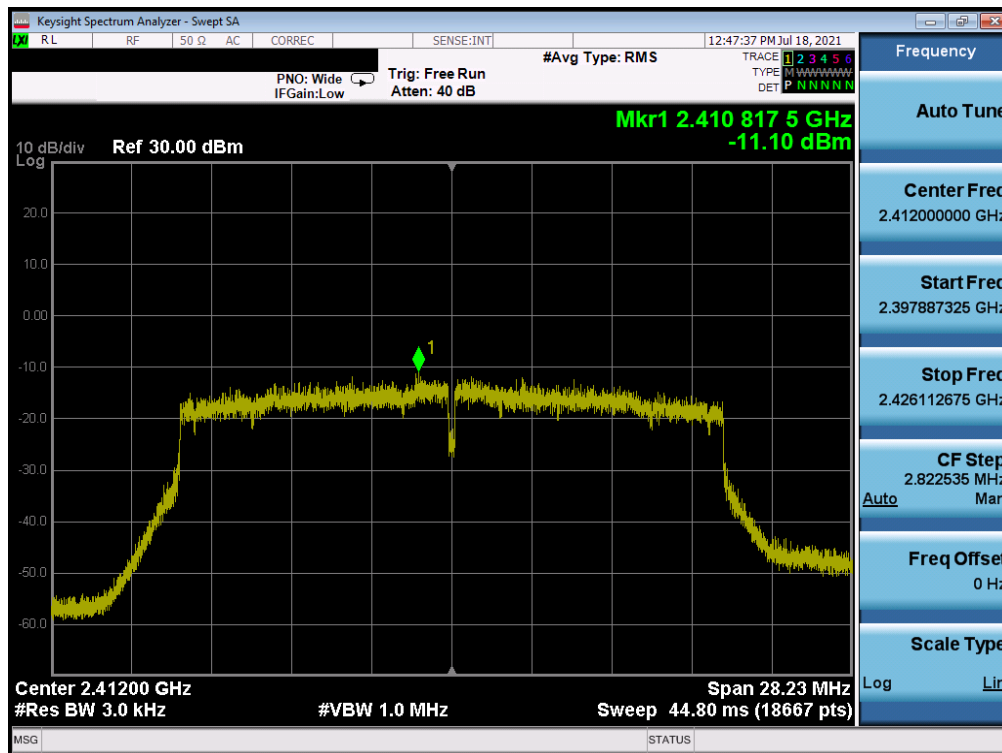 Keysight Spectrum Analyzer - Swept SA
LXI RL RF 50 Ω AC CORREC SENSE:INT 12:47:37 PM Jul 18, 2021
#Avg Type: RMS TRACE 1 2 3 4 5 6
PNO: Wide Trig: Free Run TYPE M WWWWW
IFGain:Low Atten: 40 dB DET P N N N N N
Mkr1 2.410 817 5 GHz
-11.10 dBm
10 dB/div Ref 30.00 dBm
Log
20.0
10.0
0.00
-10.0
-20.0
-30.0
-40.0
-50.0
-60.0
1
Center 2.41200 GHz Span 28.23 MHz
#Res BW 3.0 kHz #VBW 1.0 MHz Sweep 44.80 ms (18667 pts)
MSG STATUS
Frequency
Auto Tune
Center Freq
2.412000000 GHz
Start Freq
2.397887325 GHz
Stop Freq
2.426112675 GHz
CF Step
2.822535 MHz
Auto Man
Freq Offset
0 Hz
Scale Type
Log Lin